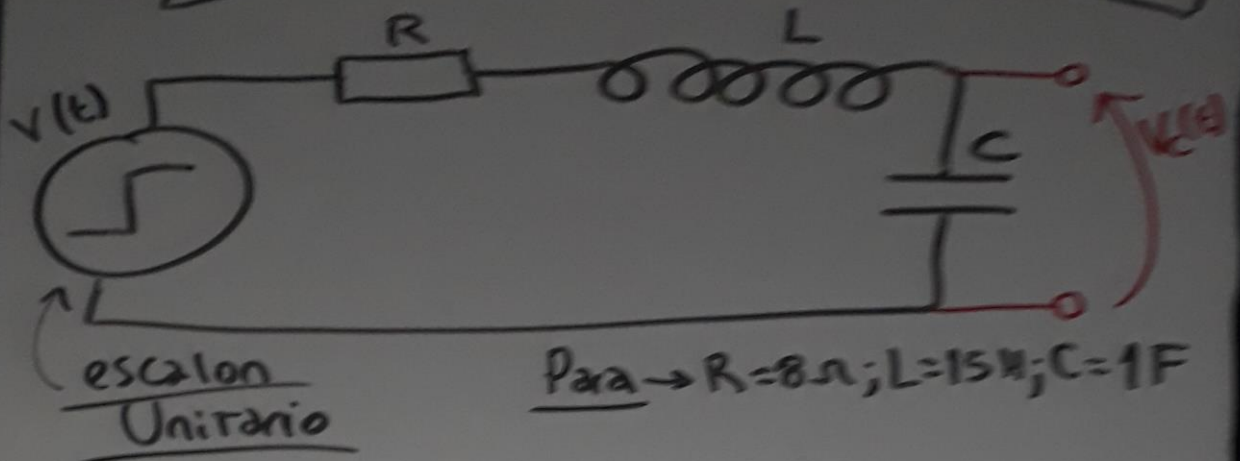 R
L
V(t)
C
Vc(t)
escalon
Unitario
Para → R=8Ω; L=15H; C=1F